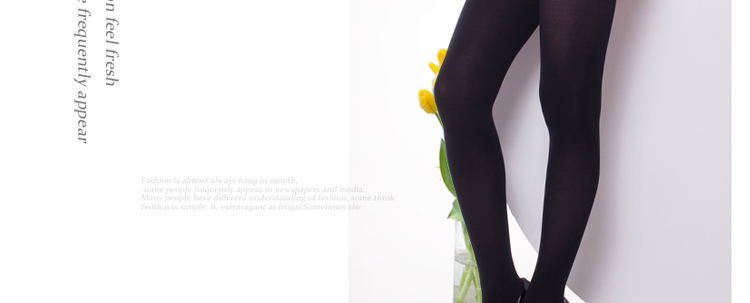 on feel fresh
e frequently appear
Fashion is almost always hang in mouth,
some people frequently appear in newspapers and media.
Many people have different understanding of fashion, some think
fashion is simple, it, extravagant as frugal;Sometimes the